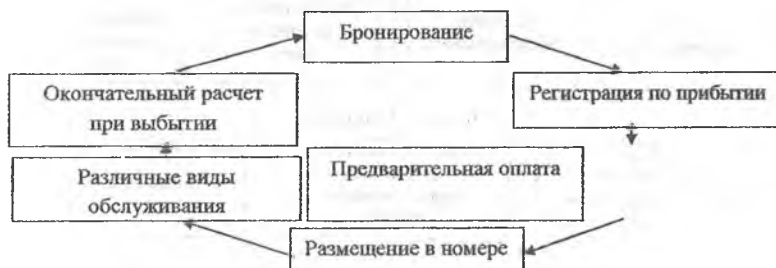 Бронирование
Окончательный расчет
при выбытии
Регистрация по прибытии
Различные виды
обслуживания
Предварительная оплата
Размещение в номере